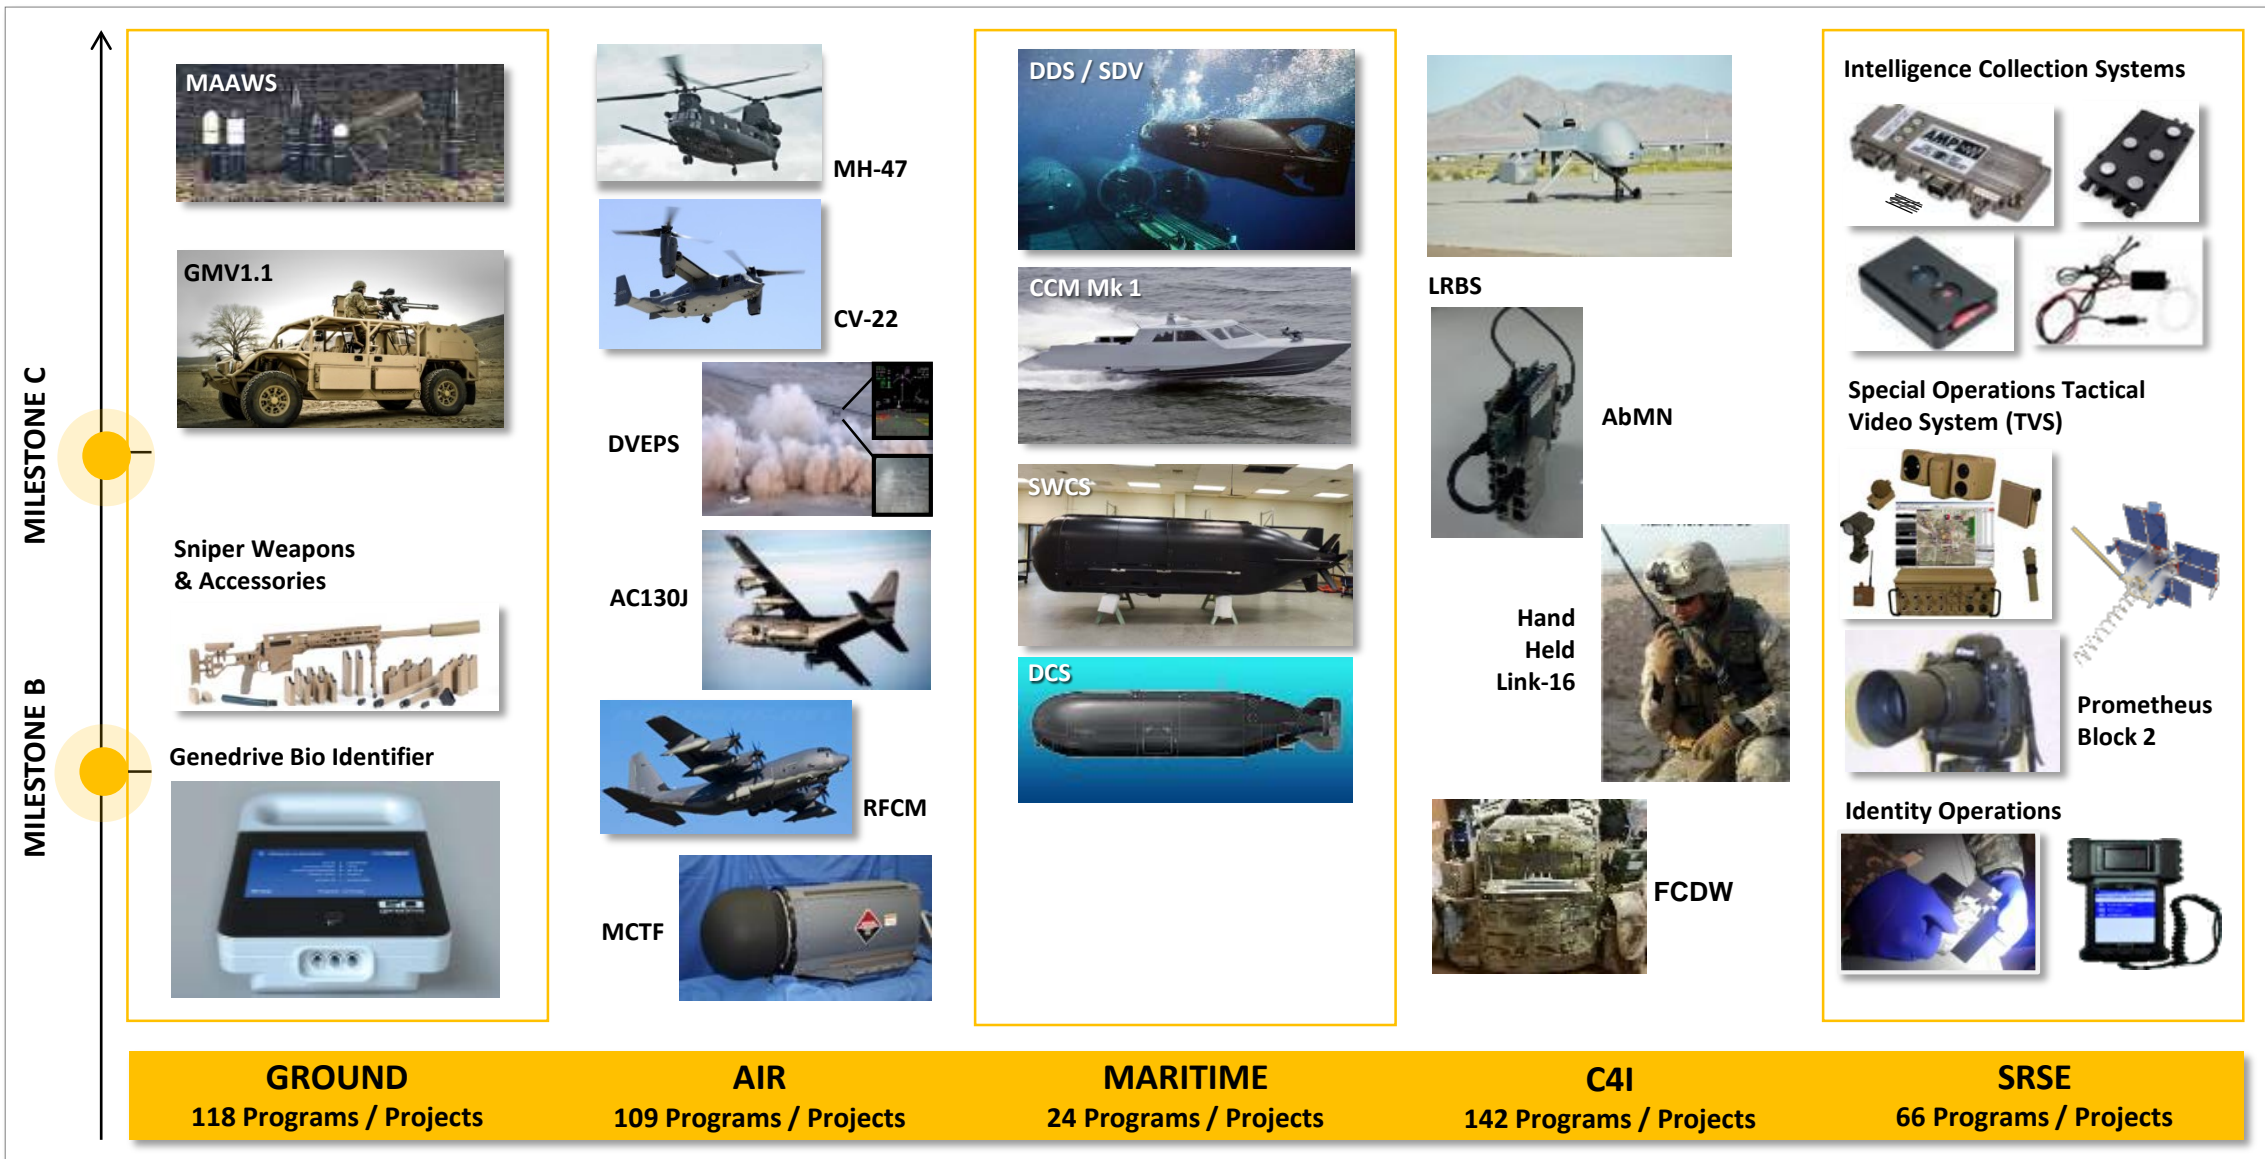 MILESTONE C
MILESTONE B
MAAWS
GMV1.1
Sniper Weapons
& Accessories
Genedrive Bio Identifier
MH-47
CV-22
DVEPS
AC130J
RFCM
MCTF
DDS / SDV
CCM Mk 1
SWCS
DCS
LRBS
AbMN
Hand
Held
Link-16
FCDW
Intelligence Collection Systems
AMP
Special Operations Tactical
Video System (TVS)
Prometheus
Block 2
Identity Operations
GROUND
118 Programs / Projects
AIR
109 Programs / Projects
MARITIME
24 Programs / Projects
C4I
142 Programs / Projects
SRSE
66 Programs / Projects